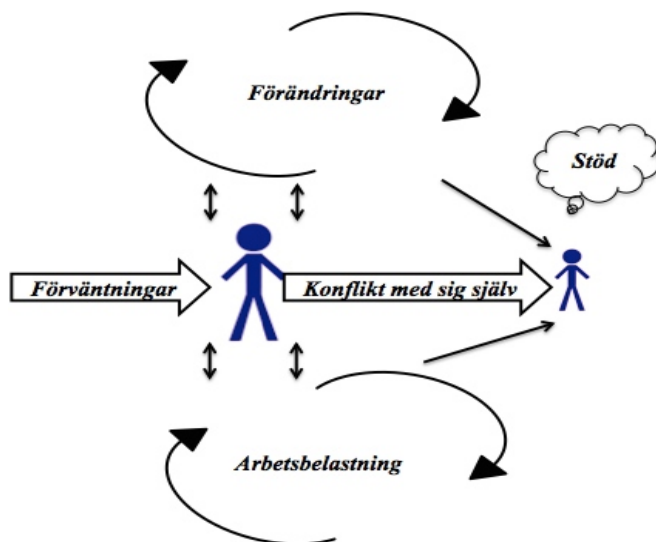 Förändringar
Stöd
Förväntningar
Konflikt med sig själv
Arbetsbelastning